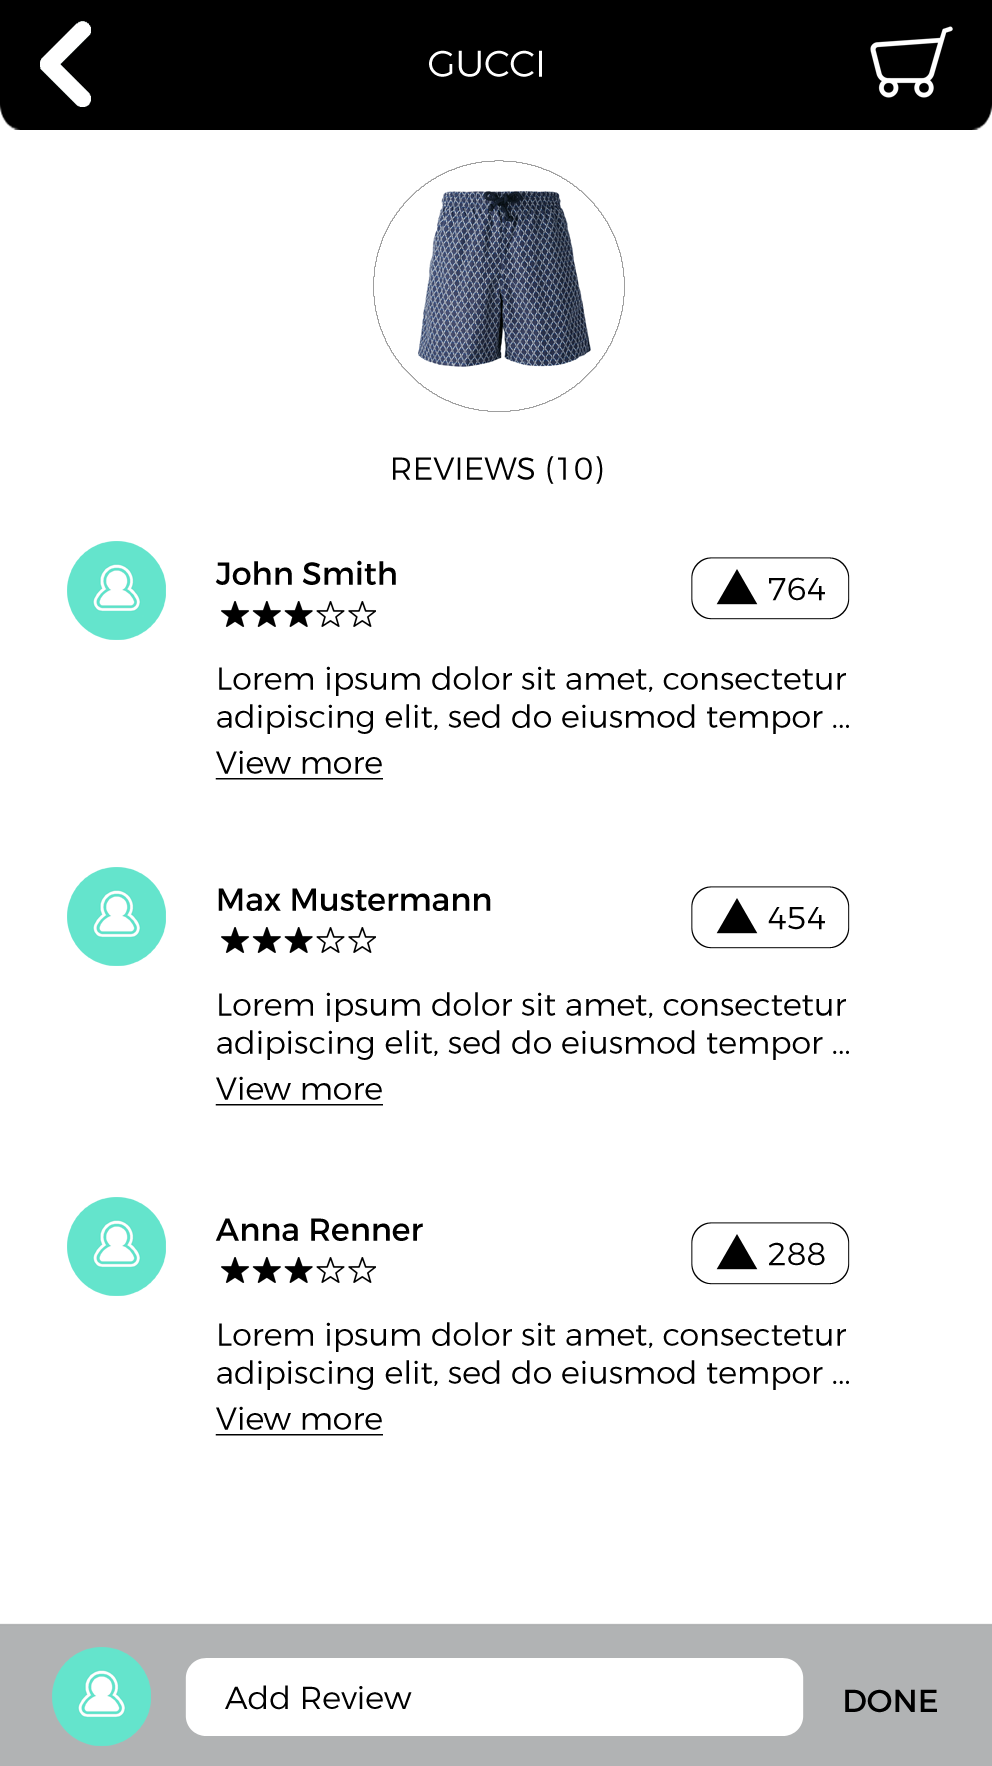 GUCCI
REVIEWS (10)
John Smith
764
Lorem ipsum dolor sit amet, consectetur
adipiscing elit, sed do eiusmod tempor ...
View more
Max Mustermann
454
Lorem ipsum dolor sit amet, consectetur
adipiscing elit, sed do eiusmod tempor ...
View more
Anna Renner
288
Lorem ipsum dolor sit amet, consectetur
adipiscing elit, sed do eiusmod tempor ...
View more
Add Review
DONE